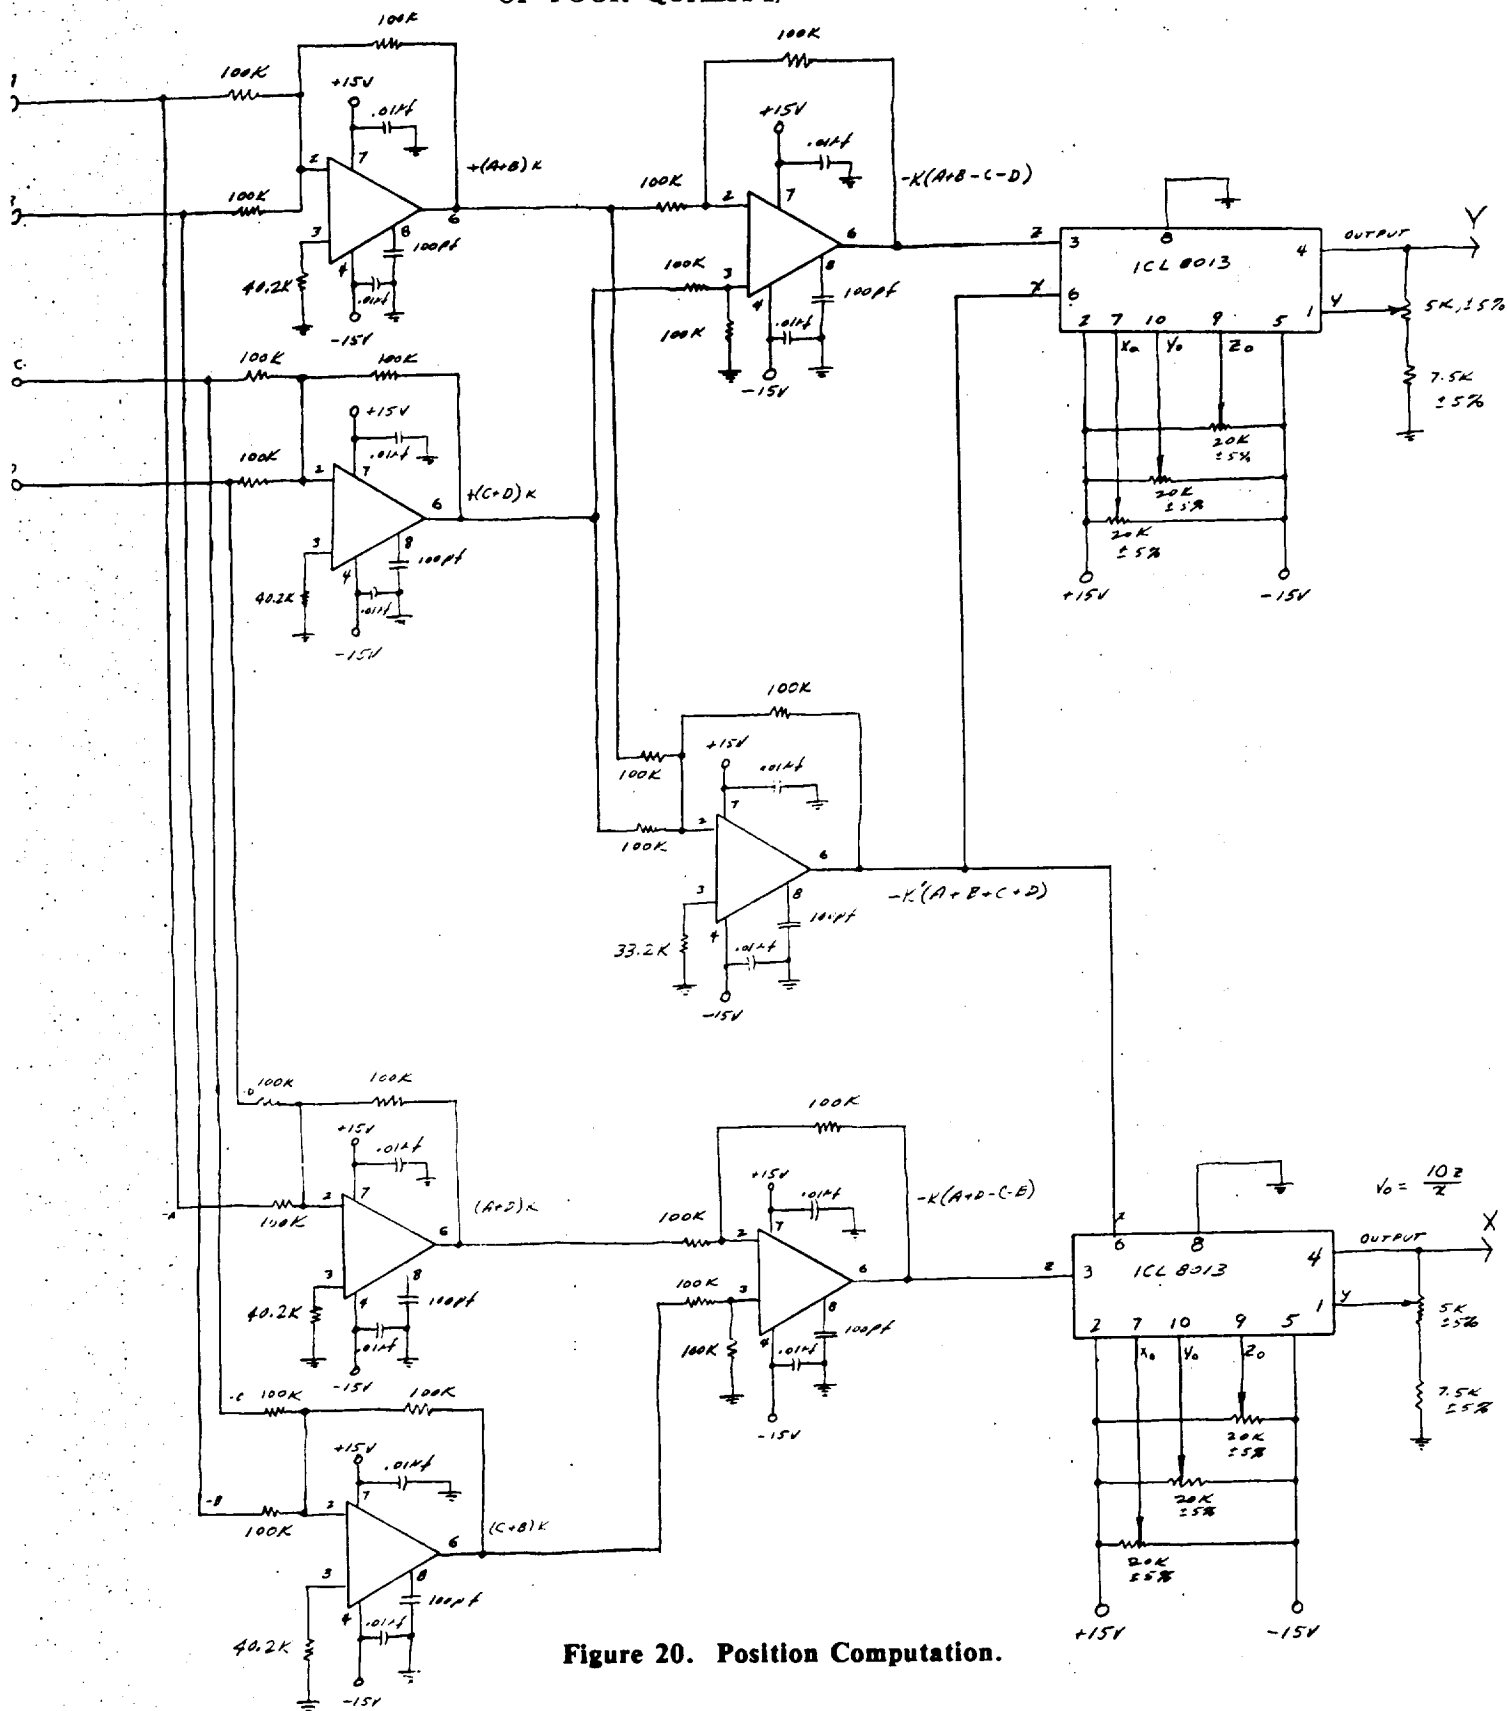 100K
100K
100K
+15V
+15V
.01µf
.01µf
100K
2
7
+(A+B)K
100K
2
7
-K(A+B-C-D)
6
3
8
100pf
40.2K
4
.01µf
-15V
100K
3
6
8
100pf
100K
4
.01µf
-15V
Z
3
8
ICL 8013
4
OUTPUT
Y
X
6
1
Y
5K, ±5%
2
7
10
9
5
X₀
Y₀
Z₀
7.5K
±5%
20K
±5%
20K
±5%
20K
±5%
+15V
-15V
C
100K
100K
+15V
.01µf
100K
2
7
6
+(C+D)K
3
8
100pf
40.2K
4
.01µf
-15V
100K
+15V
.01µf
100K
7
2
100K
6
-K'(A+B+C+D)
3
8
100pf
33.2K
4
.01µf
-15V
-D
100K
100K
+15V
.01µf
-A
100K
2
7
(A+D)K
6
3
8
100pf
40.2K
4
.01µf
-15V
100K
+15V
.01µf
-K(A+D-C-B)
100K
2
7
6
100K
3
8
100pf
100K
4
.01µf
-15V
V₀ = 10Z/X
6
8
Z
3
ICL 8013
4
OUTPUT
X
1
Y
5K
±5%
2
7
10
9
5
X₀
Y₀
Z₀
7.5K
±5%
20K
±5%
20K
±5%
20K
±5%
+15V
-15V
-C
100K
100K
+15V
.01µf
-B
100K
2
7
6
(C+B)K
3
8
100pf
40.2K
4
.01µf
-15V
Figure 20. Position Computation.